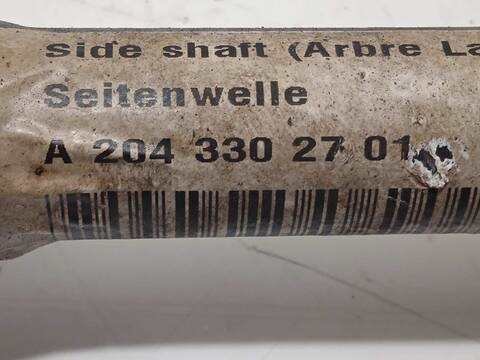 Side shaft (Arbre La
Seitenwelle
A 204 330 27 01